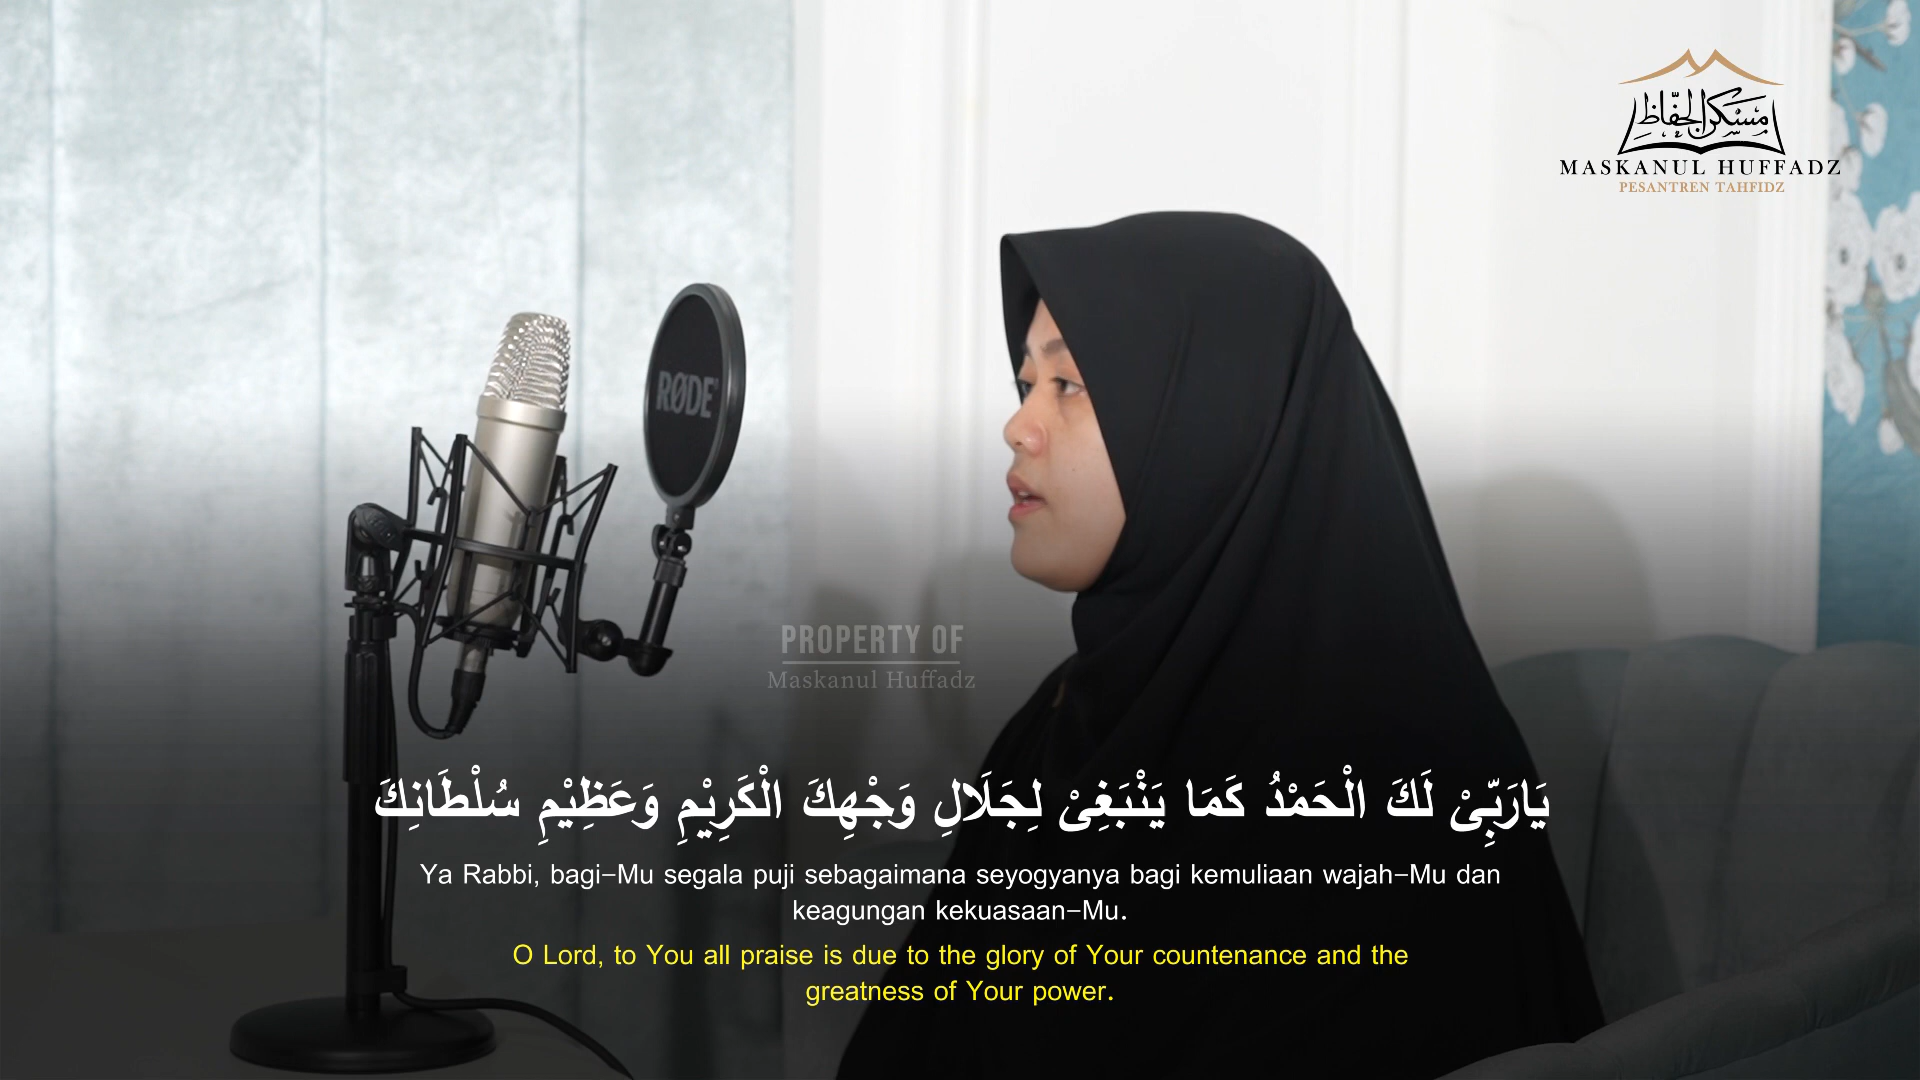 مسكن الحفاظ
MASKANUL HUFFADZ
PESANTREN TAHFIDZ
RØDE
PROPERTY OF
Maskanul Huffadz
يَارَبِّيْ لَكَ الْحَمْدُ كَمَا يَنْبَغِىْ لِجَلَالِ وَجْهِكَ الْكَرِيْمِ وَعَظِيْمِ سُلْطَانِكَ
Ya Rabbi, bagi-Mu segala puji sebagaimana seyogyanya bagi kemuliaan wajah-Mu dan
keagungan kekuasaan-Mu.
O Lord, to You all praise is due to the glory of Your countenance and the
greatness of Your power.